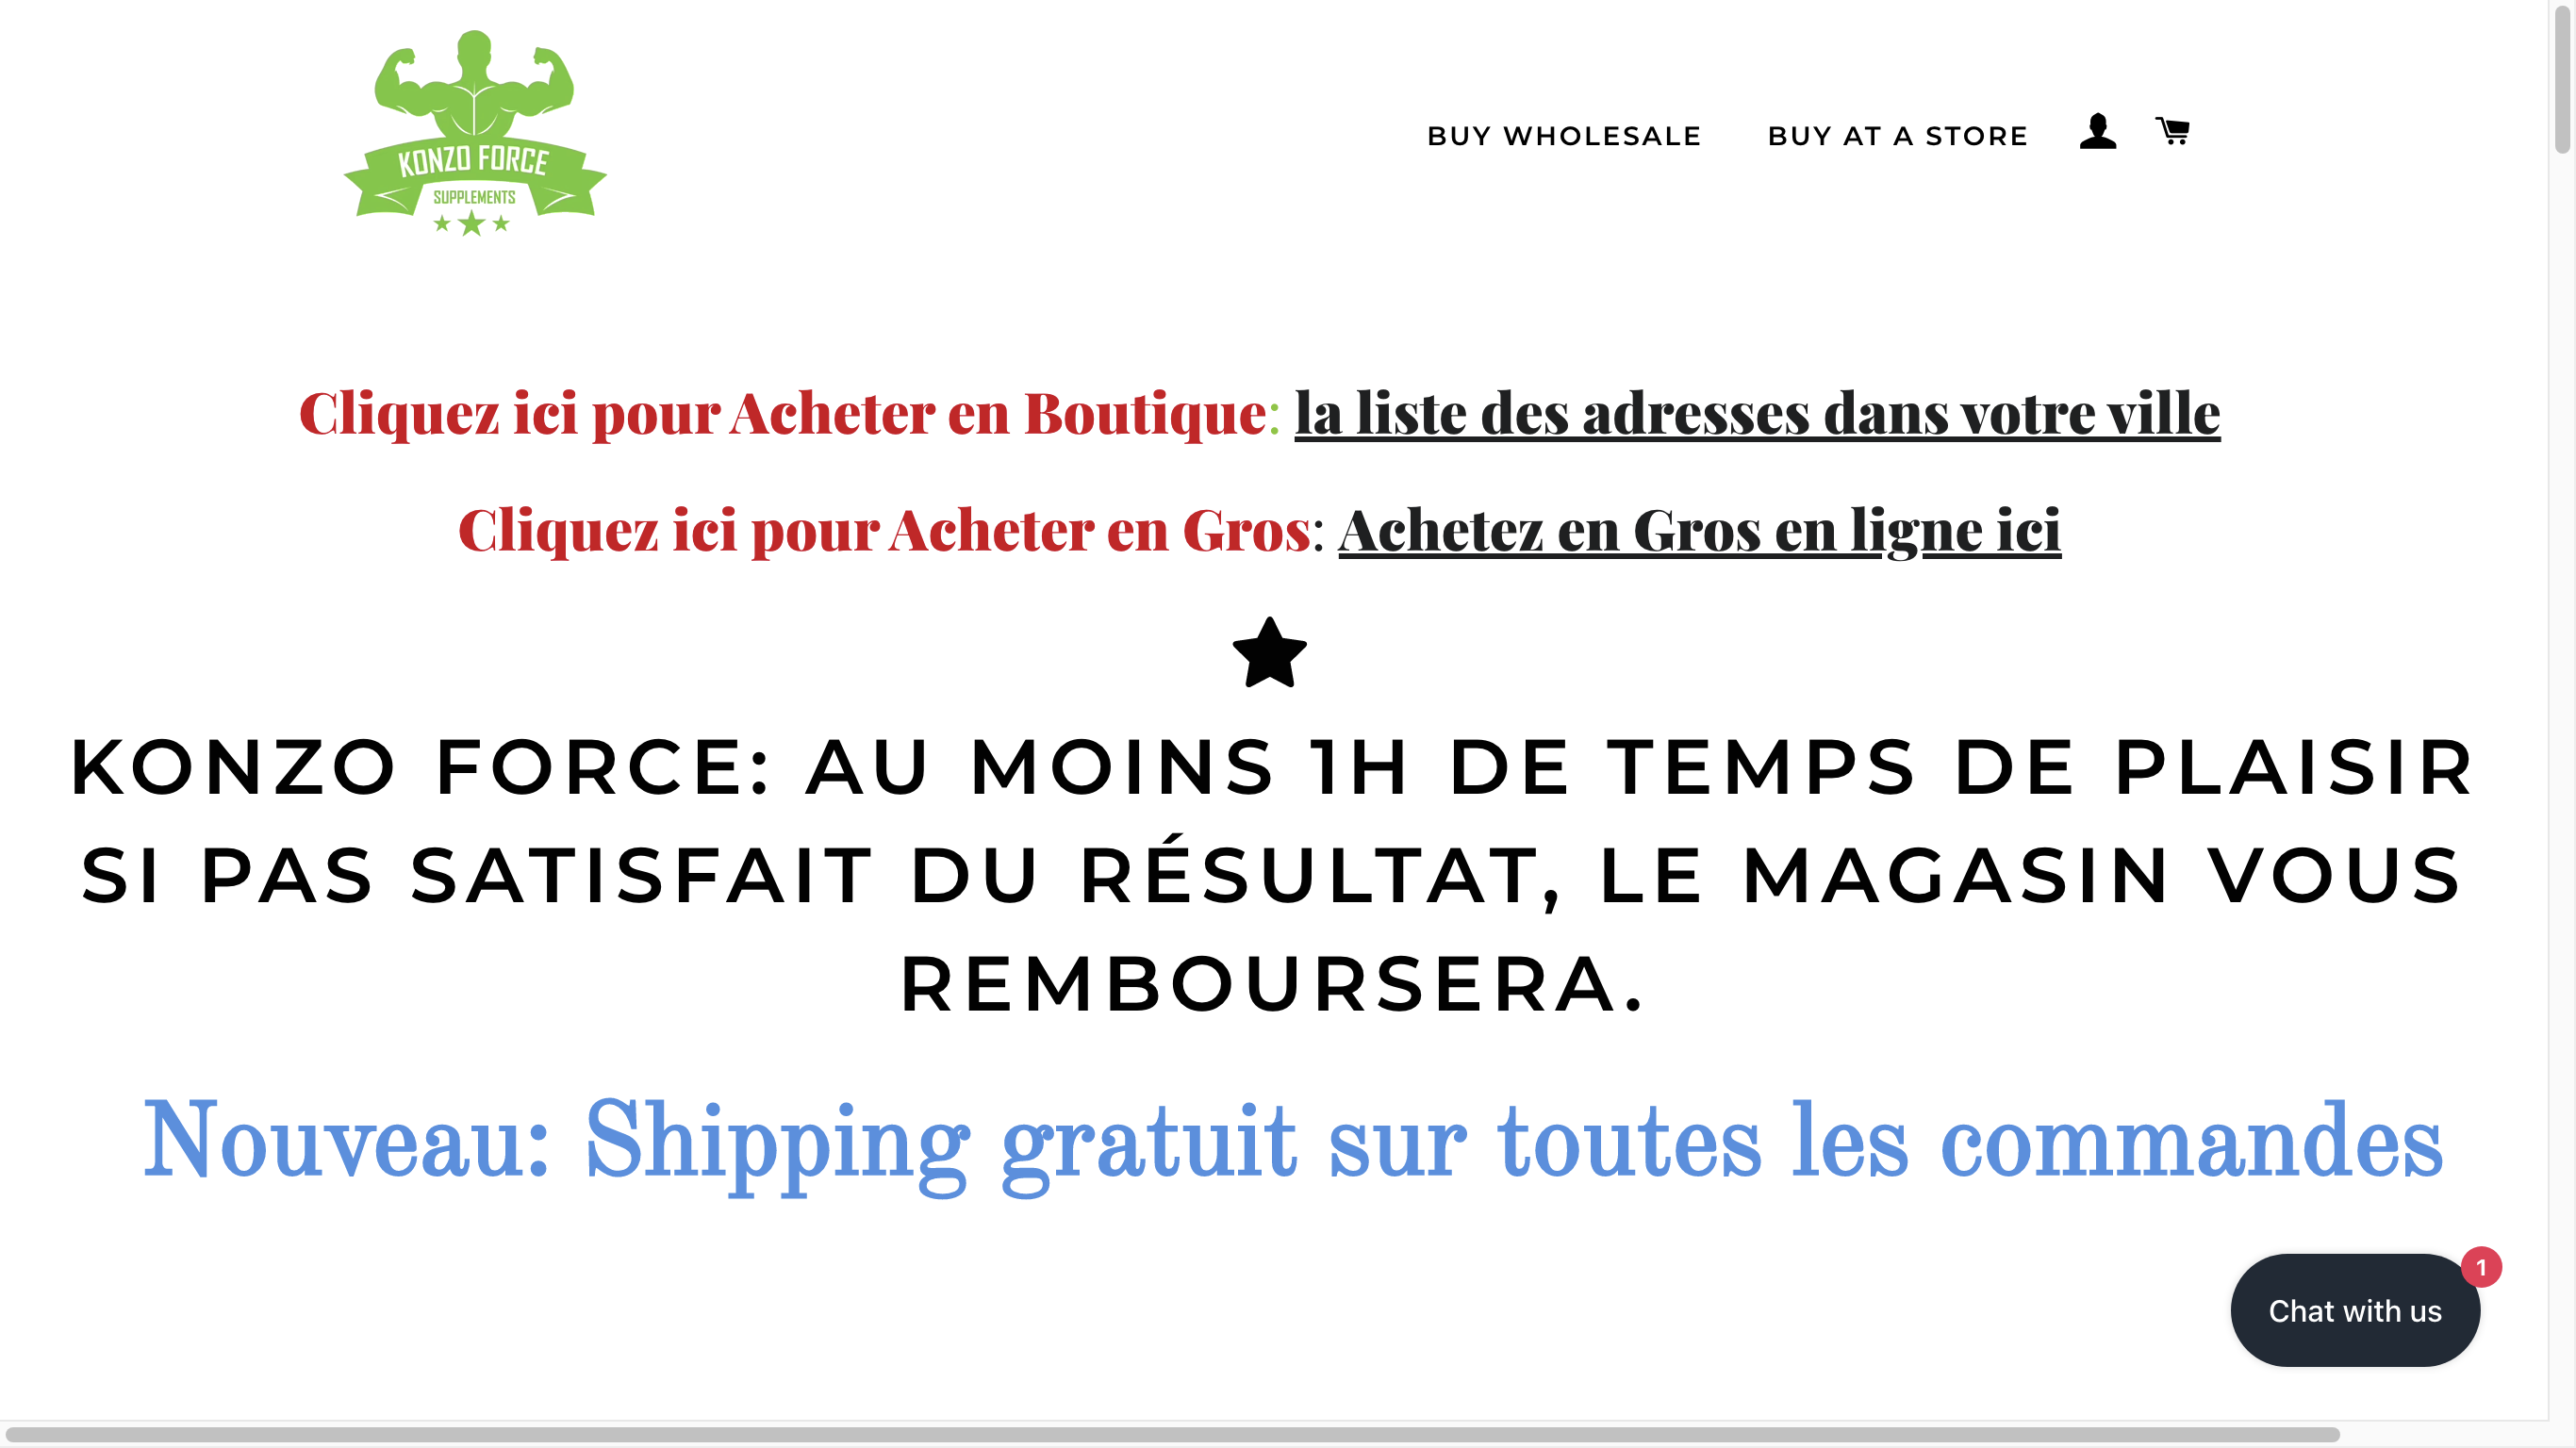 KONZO FORCE
SUPPLEMENTS
BUY WHOLESALE
BUY AT A STORE
Cliquez ici pour Acheter en Boutique: la liste des adresses dans votre ville
Cliquez ici pour Acheter en Gros: Achetez en Gros en ligne ici
KONZO FORCE: AU MOINS 1H DE TEMPS DE PLAISIR
SI PAS SATISFAIT DU RÉSULTAT, LE MAGASIN VOUS
REMBOURSERA.
Nouveau: Shipping gratuit sur toutes les commandes
1
Chat with us